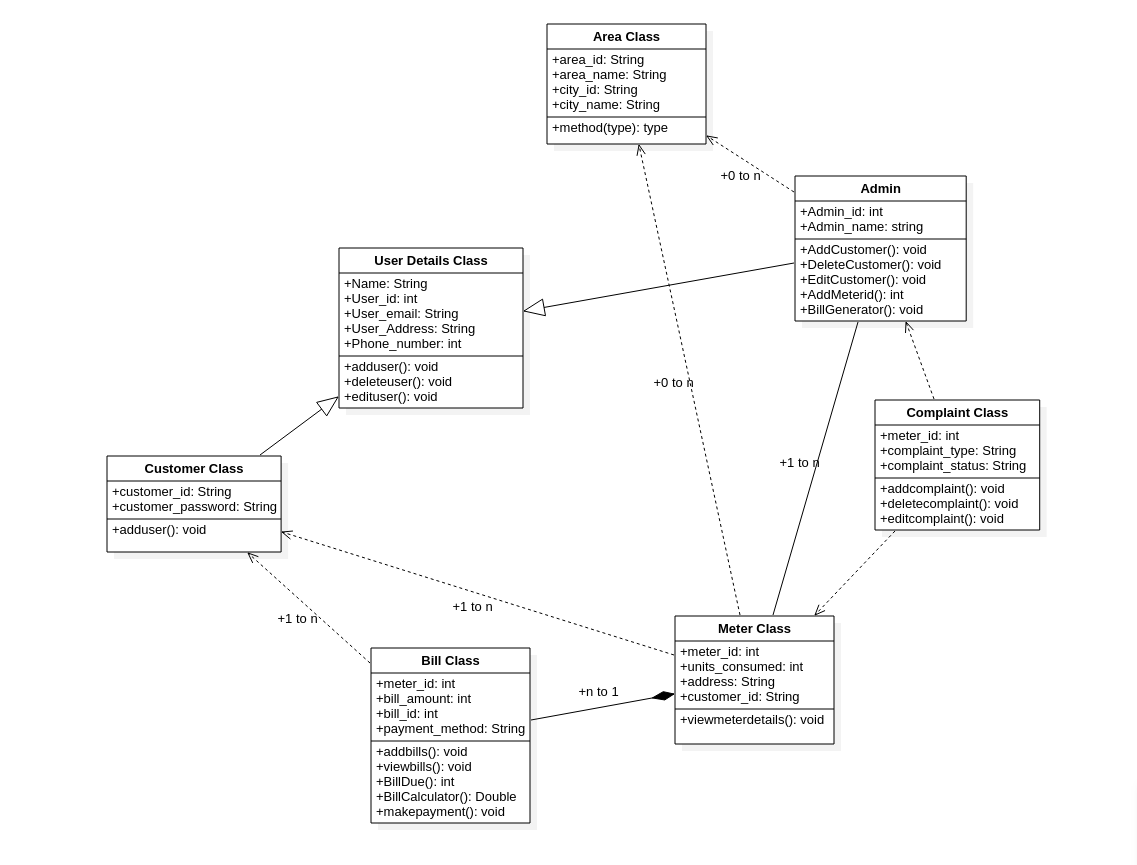 Area Class
+area_id: String
+area_name: String
+city_id: String
+city_name: String
+method(type): type
+0 to n
Admin
+Admin_id: int
+Admin_name: string
+AddCustomer(): void
+DeleteCustomer(): void
+EditCustomer(): void
+AddMeterid(): int
+BillGenerator(): void
User Details Class
+Name: String
+User_id: int
+User_email: String
+User_Address: String
+Phone_number: int
+adduser(): void
+deleteuser(): void
+edituser(): void
+0 to n
Complaint Class
+meter_id: int
+complaint_type: String
+complaint_status: String
+addcomplaint(): void
+deletecomplaint(): void
+editcomplaint(): void
+1 to n
Customer Class
+customer_id: String
+customer_password: String
+adduser(): void
+1 to n
+1 to n
Meter Class
+meter_id: int
+units_consumed: int
+address: String
+customer_id: String
+viewmeterdetails(): void
+n to 1
Bill Class
+meter_id: int
+bill_amount: int
+bill_id: int
+payment_method: String
+addbills(): void
+viewbills(): void
+BillDue(): int
+BillCalculator(): Double
+makepayment(): void